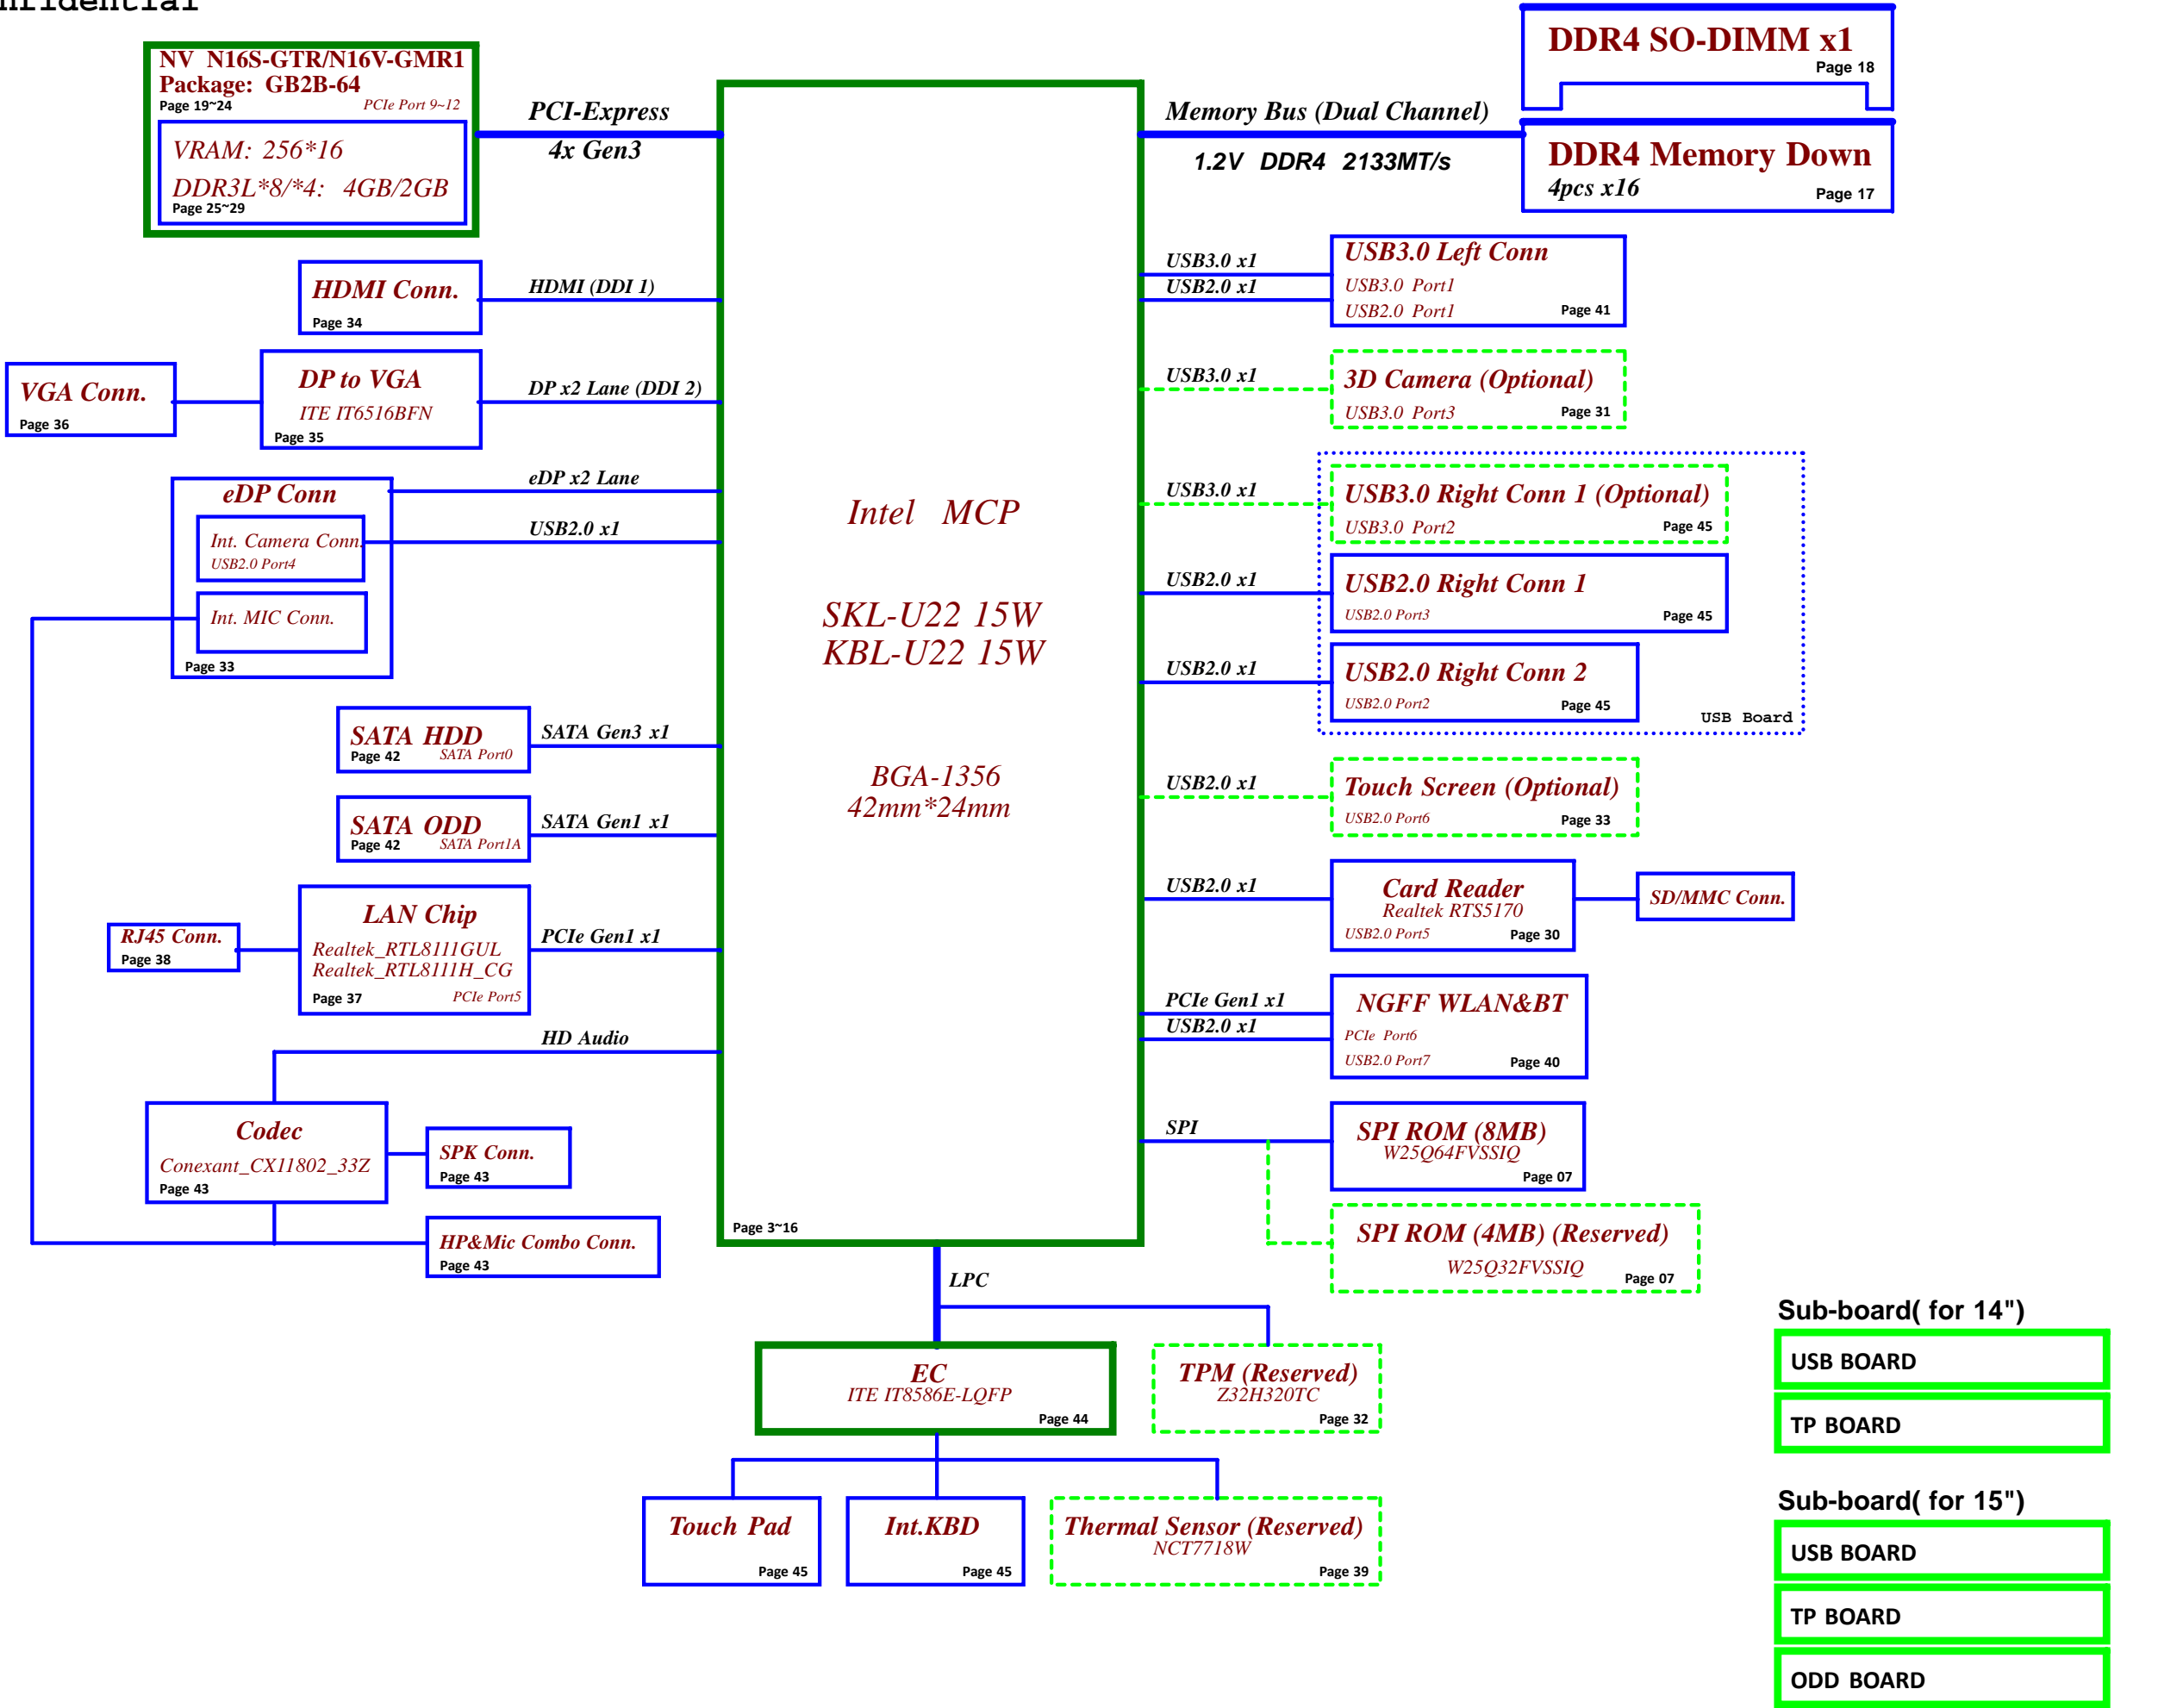 NV N16S-GTR/N16V-GMR1
Package: GB2B-64
Page 19~24
PCIe Port 9~12
VRAM: 256*16
DDR3L*8/*4: 4GB/2GB
Page 25~29
PCI-Express
4x Gen3
HDMI Conn.
Page 34
HDMI (DDI 1)
VGA Conn.
Page 36
DP to VGA
ITE IT6516BFN
Page 35
DP x2 Lane (DDI 2)
eDP Conn
eDP x2 Lane
Int. Camera Conn.
USB2.0 Port4
USB2.0 x1
Int. MIC Conn.
Page 33
SATA HDD
Page 42
SATA Port0
SATA Gen3 x1
SATA ODD
Page 42
SATA Port1A
SATA Gen1 x1
RJ45 Conn.
Page 38
LAN Chip
Realtek_RTL8111GUL
Realtek_RTL8111H_CG
Page 37
PCIe Port5
PCIe Gen1 x1
HD Audio
Codec
Conexant_CX11802_33Z
Page 43
SPK Conn.
Page 43
HP&Mic Combo Conn.
Page 43
Intel MCP
SKL-U22 15W
KBL-U22 15W
BGA-1356
42mm*24mm
Page 3~16
Memory Bus (Dual Channel)
1.2V DDR4 2133MT/s
DDR4 SO-DIMM x1
Page 18
DDR4 Memory Down
4pcs x16
Page 17
USB3.0 x1
USB2.0 x1
USB3.0 Left Conn
USB3.0 Port1
USB2.0 Port1
Page 41
USB3.0 x1
3D Camera (Optional)
USB3.0 Port3
Page 31
USB3.0 x1
USB3.0 Right Conn 1 (Optional)
USB3.0 Port2
Page 45
USB2.0 x1
USB2.0 Right Conn 1
USB2.0 Port3
Page 45
USB2.0 x1
USB2.0 Right Conn 2
USB2.0 Port2
Page 45
USB Board
USB2.0 x1
Touch Screen (Optional)
USB2.0 Port6
Page 33
USB2.0 x1
Card Reader
Realtek RTS5170
USB2.0 Port5
Page 30
SD/MMC Conn.
PCIe Gen1 x1
USB2.0 x1
NGFF WLAN&BT
PCIe Port6
USB2.0 Port7
Page 40
SPI
SPI ROM (8MB)
W25Q64FVSSIQ
Page 07
SPI ROM (4MB) (Reserved)
W25Q32FVSSIQ
Page 07
LPC
EC
ITE IT8586E-LQFP
Page 44
TPM (Reserved)
Z32H320TC
Page 32
Touch Pad
Page 45
Int.KBD
Page 45
Thermal Sensor (Reserved)
NCT7718W
Page 39
Sub-board( for 14")
USB BOARD
TP BOARD
Sub-board( for 15")
USB BOARD
TP BOARD
ODD BOARD